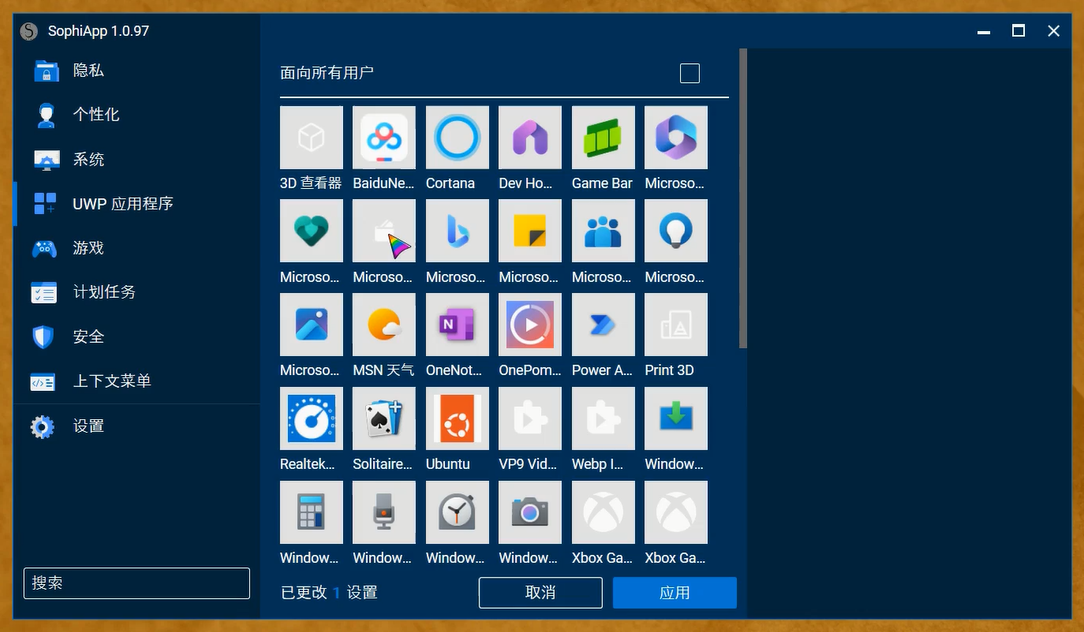 SophiApp 1.0.97
隐私
个性化
系统
UWP 应用程序
游戏
计划任务
安全
上下文菜单
设置
搜索
面向所有用户
3D 查看器 BaiduNe... Cortana Dev Ho... Game Bar Microso...
Microso... Microso... Microso... Microso... Microso... Microso...
Microso... MSN 天气 OneNot... OnePom... Power A... Print 3D
Realtek... Solitaire... Ubuntu VP9 Vid... Webp I... Window...
Window... Window... Window... Window... Xbox Ga... Xbox Ga...
已更改 1 设置 取消 应用